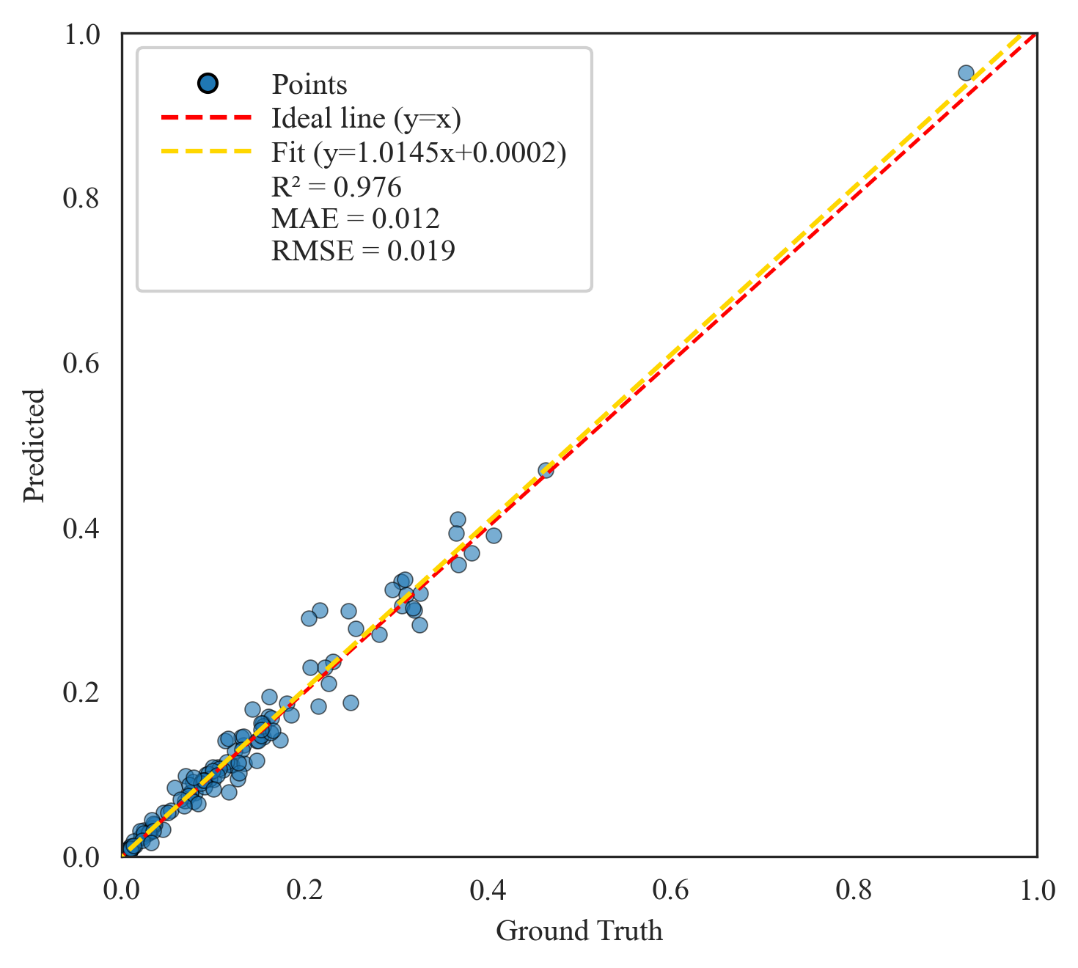 1.0
0.8
0.6
0.4
0.2
0.0
Predicted
Points
Ideal line (y=x)
Fit (y=1.0145x+0.0002)
R² = 0.976
MAE = 0.012
RMSE = 0.019
0.0 0.2 0.4 0.6 0.8 1.0
Ground Truth